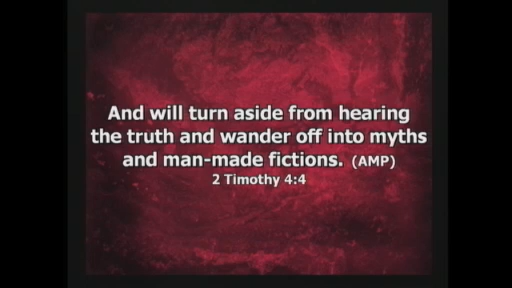 And will turn aside from hearing
the truth and wander off into myths
and man-made fictions. (AMP)
2 Timothy 4:4